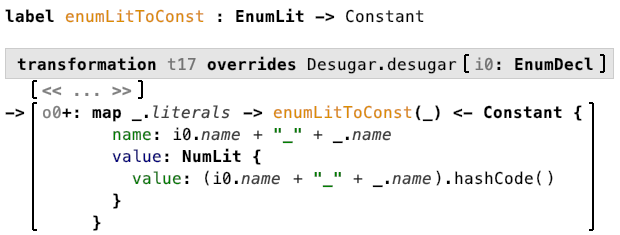 label enumLitToConst : EnumLit -> Constant
transformation t17 overrides Desugar.desugar [ i0: EnumDecl ]
[ << ... >> ]
-> [ o0+: map _.literals -> enumLitToConst(_) <- Constant {
name: i0.name + "_" + _.name
value: NumLit {
value: (i0.name + "_" + _.name).hashCode()
}
} ]